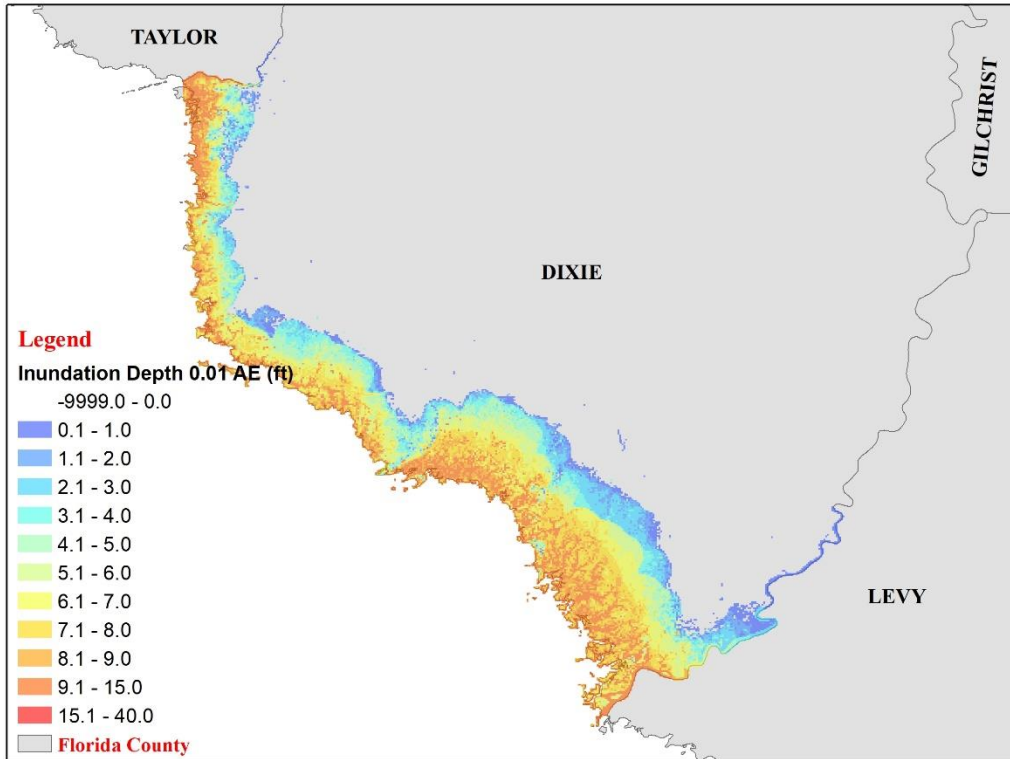 TAYLOR
GILCHRIST
DIXIE
LEVY
Legend
Inundation Depth 0.01 AE (ft)
-9999.0 - 0.0
0.1 - 1.0
1.1 - 2.0
2.1 - 3.0
3.1 - 4.0
4.1 - 5.0
5.1 - 6.0
6.1 - 7.0
7.1 - 8.0
8.1 - 9.0
9.1 - 15.0
15.1 - 40.0
Florida County